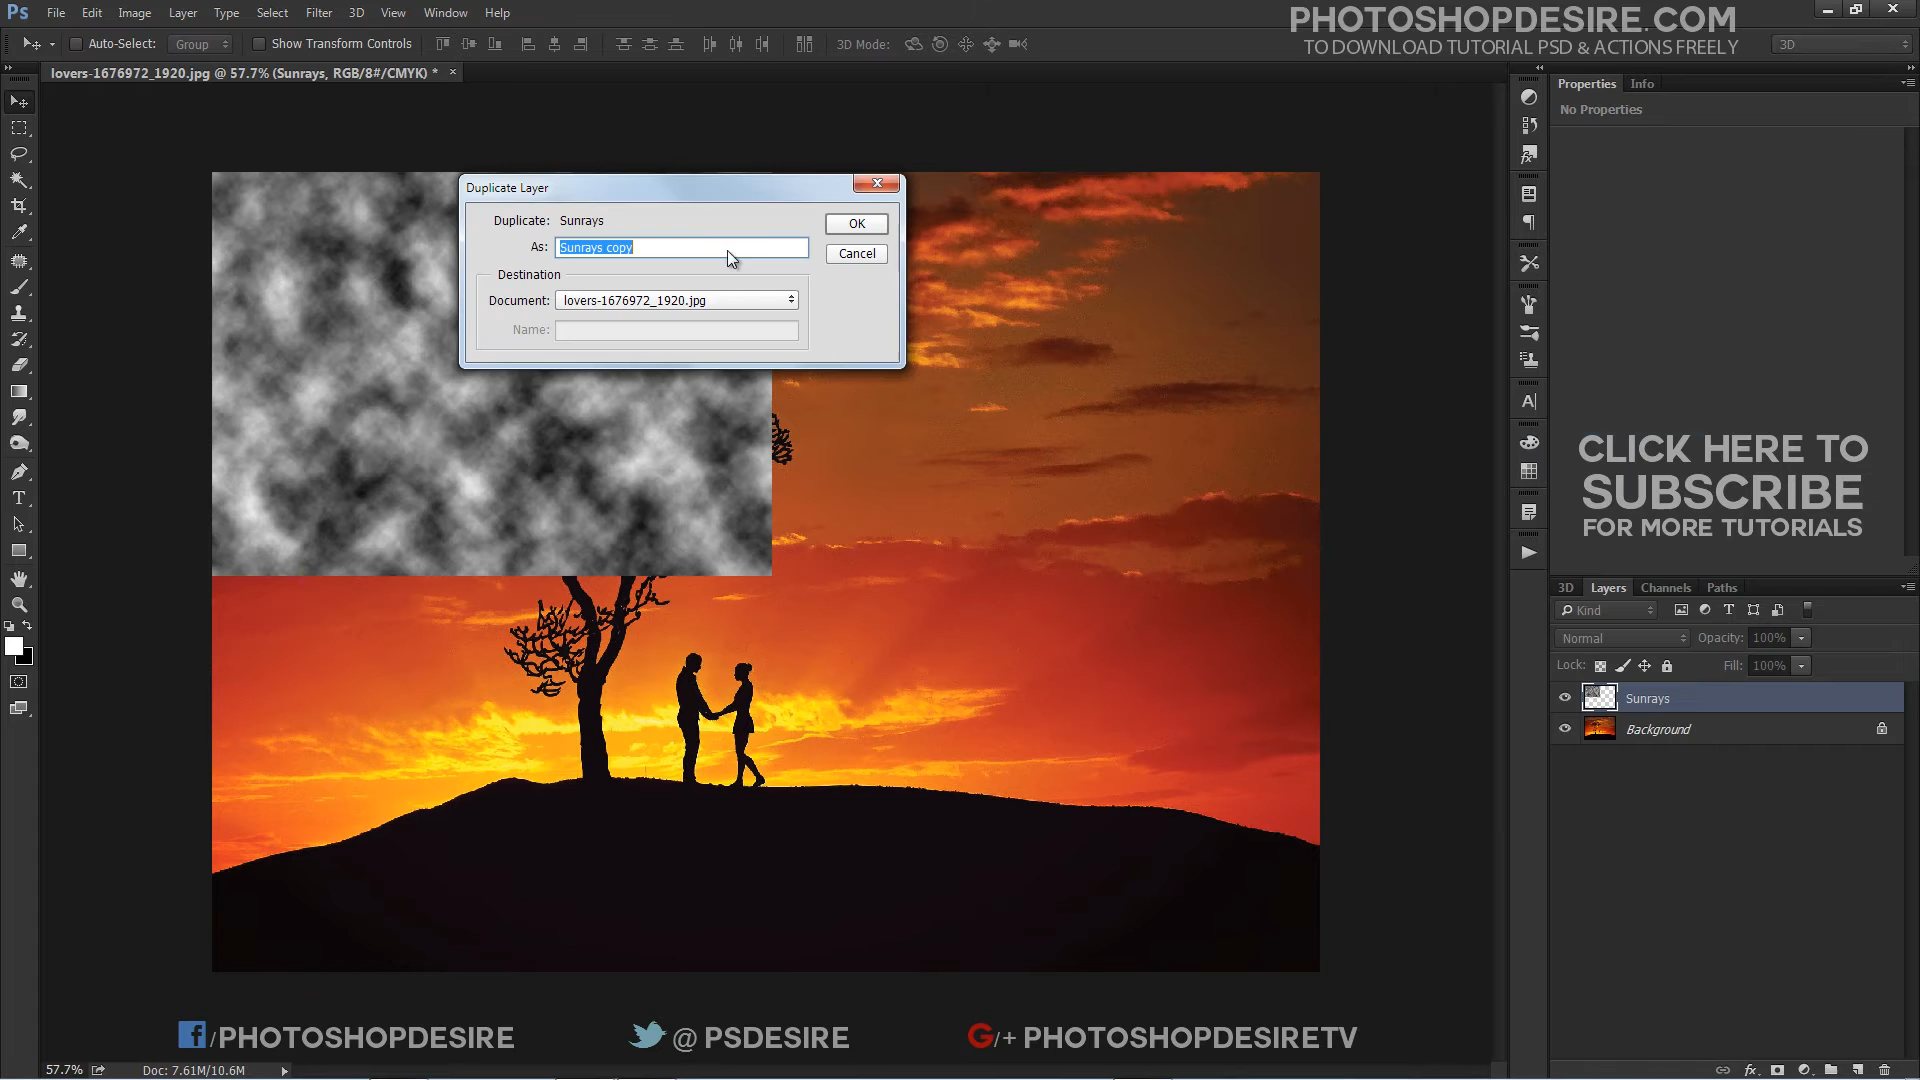 Ps File Edit Image Layer Type Select Filter 3D View Window Help
PHOTOSHOPDESIRE.COM
TO DOWNLOAD TUTORIAL PSD & ACTIONS FREELY
Auto-Select: Group Show Transform Controls 3D Mode: 3D
lovers-1676972_1920.jpg @ 57.7% (Sunrays, RGB/8#/CMYK) * ×
Properties Info
No Properties
Duplicate Layer
Duplicate: Sunrays
OK
As: Sunrays copy
Cancel
Destination
Document: lovers-1676972_1920.jpg
Name:
CLICK HERE TO
SUBSCRIBE
FOR MORE TUTORIALS
3D Layers Channels Paths
Kind
Normal Opacity: 100%
Lock: Fill: 100%
Sunrays
Background
f/PHOTOSHOPDESIRE
@ PSDESIRE
G/+ PHOTOSHOPDESIRETV
57.7% Doc: 7.61M/10.6M
fx